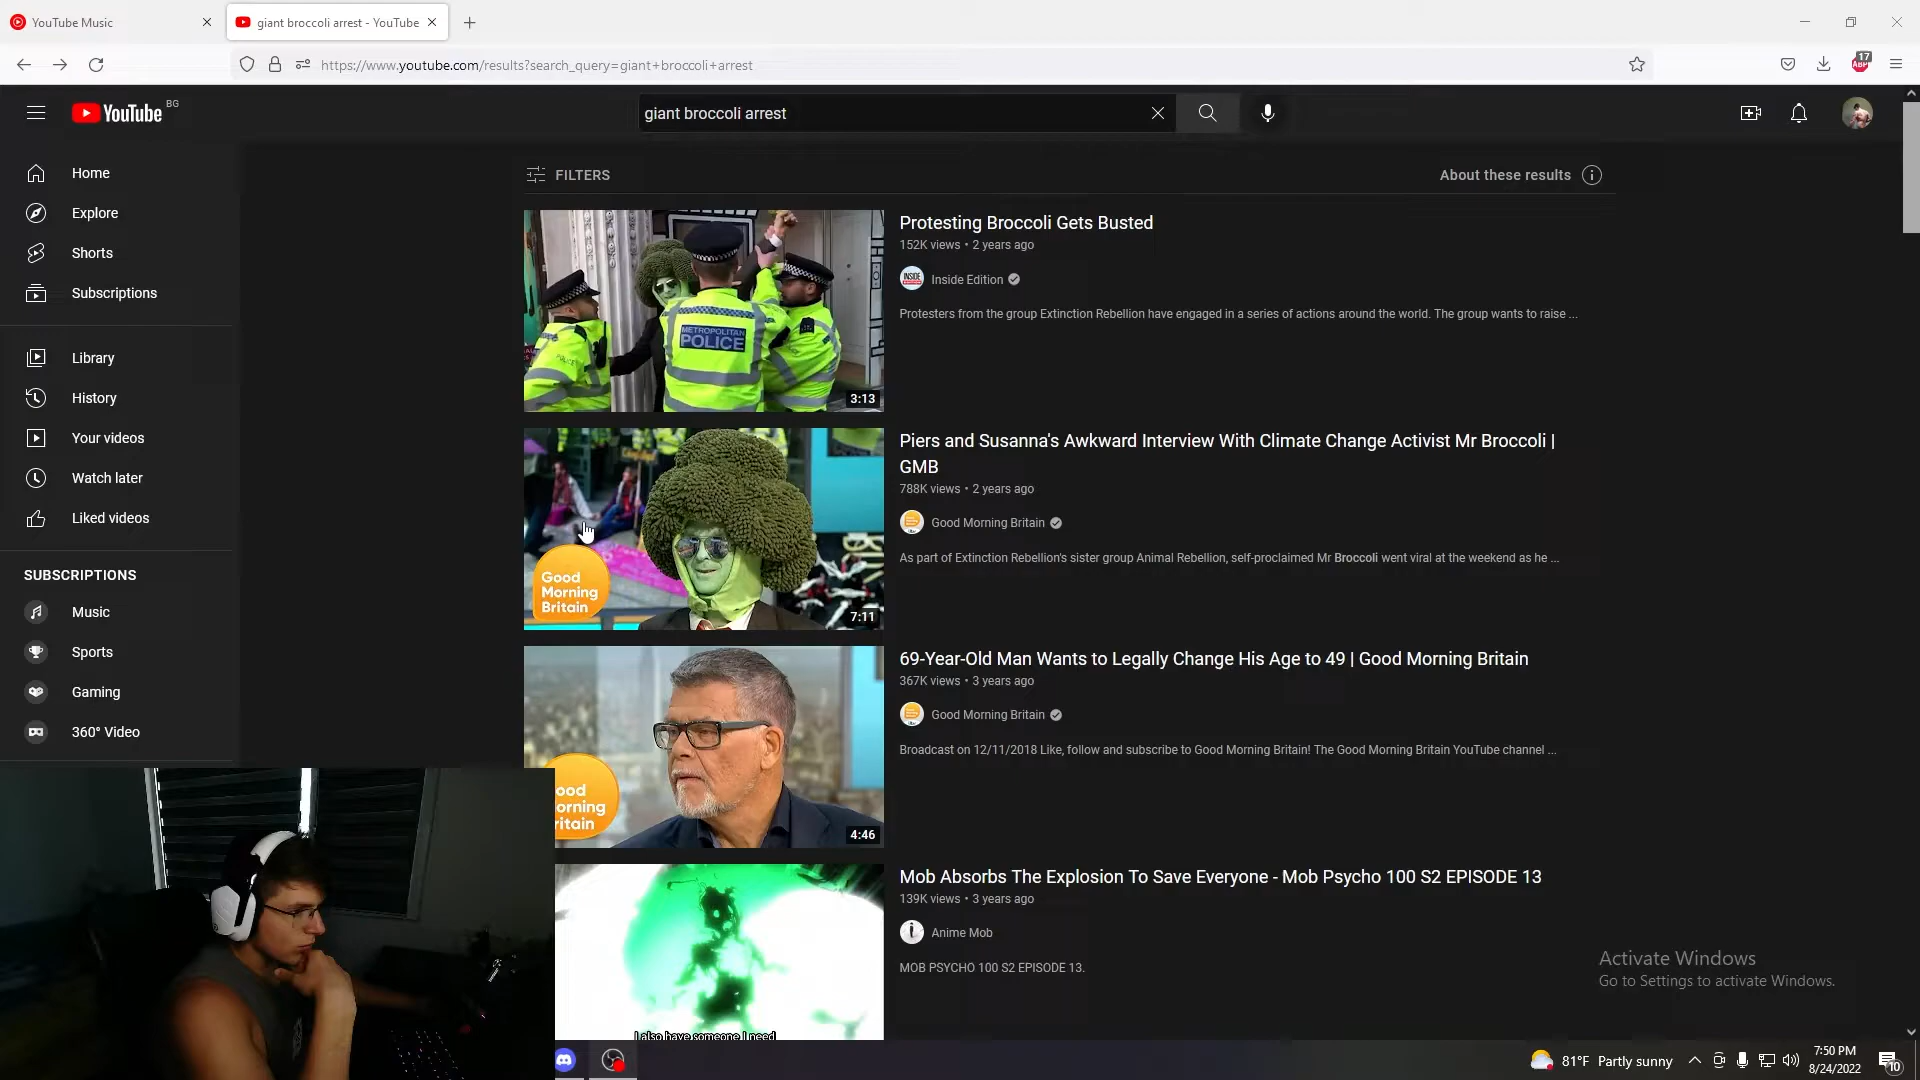 YouTube Music
giant broccoli arrest - YouTube
https://www.youtube.com/results?search_query=giant+broccoli+arrest
17
ABP
YouTube BG
giant broccoli arrest
Home
Explore
Shorts
Subscriptions
Library
History
Your videos
Watch later
Liked videos
SUBSCRIPTIONS
Music
Sports
Gaming
360° Video
FILTERS
About these results
METROPOLITAN
POLICE
3:13
Protesting Broccoli Gets Busted
152K views • 2 years ago
INSIDE
Inside Edition
Protesters from the group Extinction Rebellion have engaged in a series of actions around the world. The group wants to raise ...
Good
Morning
Britain
7:11
Piers and Susanna's Awkward Interview With Climate Change Activist Mr Broccoli |
GMB
788K views • 2 years ago
Good Morning Britain
As part of Extinction Rebellion's sister group Animal Rebellion, self-proclaimed Mr Broccoli went viral at the weekend as he ...
ood
orning
ritain
4:46
69-Year-Old Man Wants to Legally Change His Age to 49 | Good Morning Britain
367K views • 3 years ago
Good Morning Britain
Broadcast on 12/11/2018 Like, follow and subscribe to Good Morning Britain! The Good Morning Britain YouTube channel ...
I also have someone I need
Mob Absorbs The Explosion To Save Everyone - Mob Psycho 100 S2 EPISODE 13
139K views • 3 years ago
Anime Mob
MOB PSYCHO 100 S2 EPISODE 13.
Activate Windows
Go to Settings to activate Windows.
81°F Partly sunny
7:50 PM
8/24/2022
10